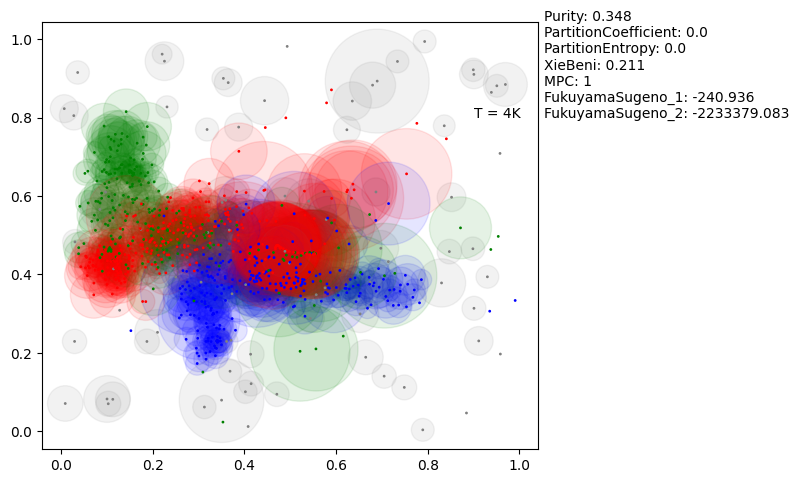 Purity: 0.348
PartitionCoefficient: 0.0
PartitionEntropy: 0.0
XieBeni: 0.211
MPC: 1
FukuyamaSugeno_1: -240.936
FukuyamaSugeno_2: -2233379.083
T = 4K
1.0
0.8
0.6
0.4
0.2
0.0
0.0 0.2 0.4 0.6 0.8 1.0